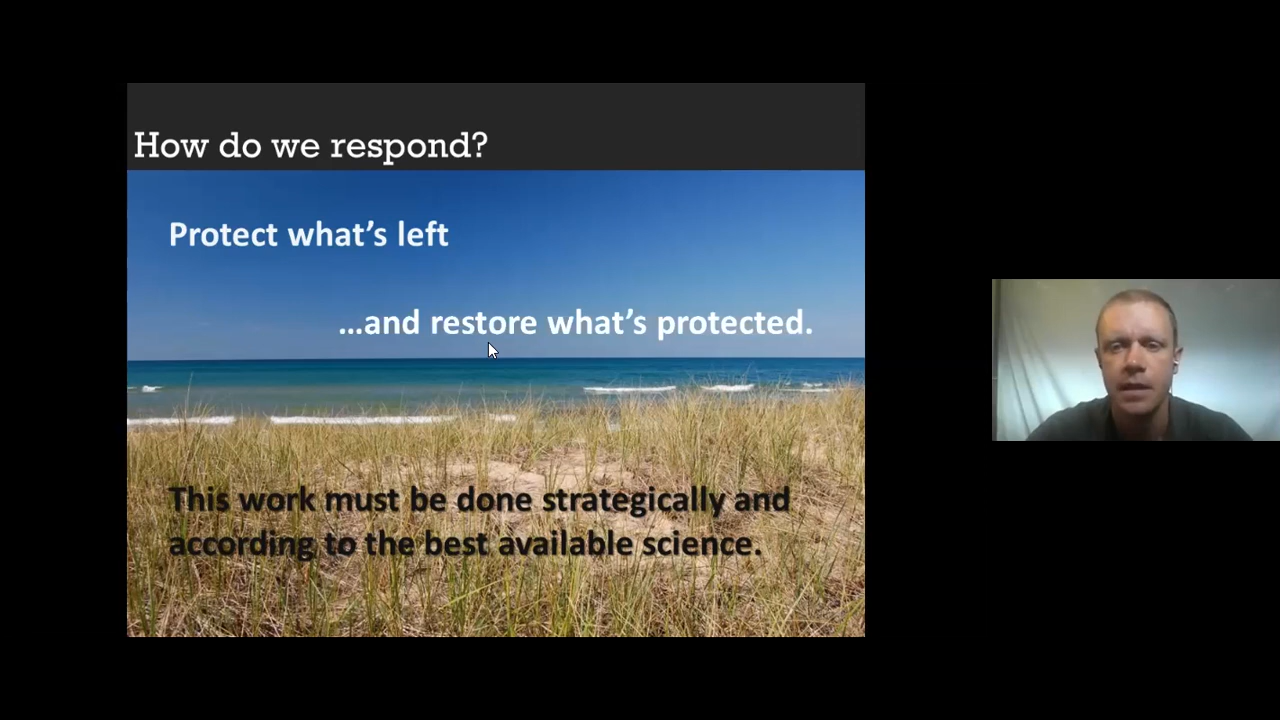 How do we respond?
Protect what’s left
...and restore what’s protected.
This work must be done strategically and
according to the best available science.